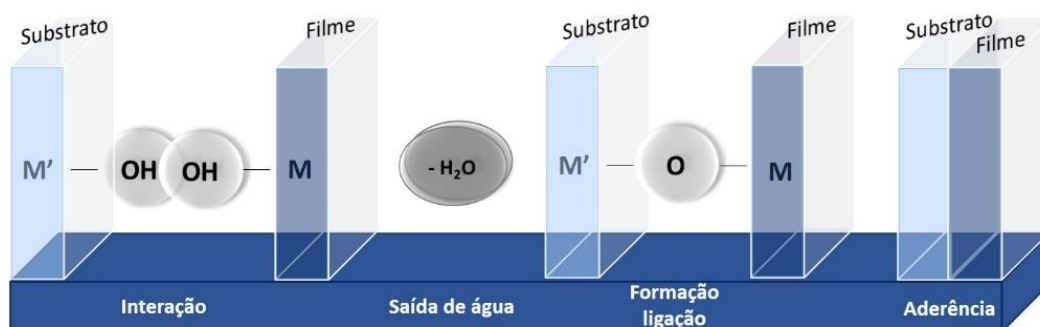 Substrato
Filme
Substrato
Filme
Substrato
Filme
M’
OH
OH
M
- H₂O
M’
O
M
Interação
Saída de água
Formação
ligação
Aderência